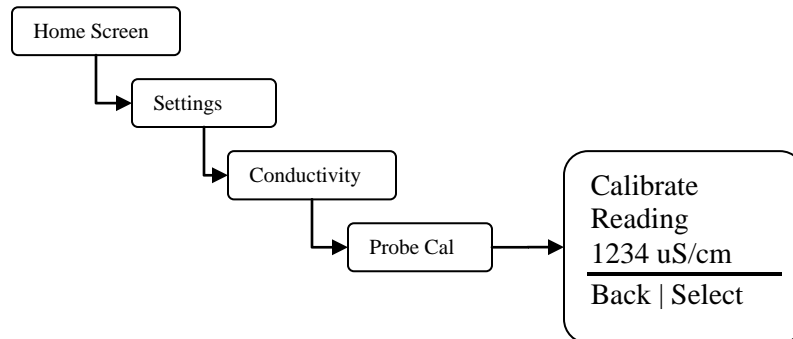 Home Screen
Settings
Conductivity
Probe Cal
Calibrate
Reading
1234 uS/cm
Back | Select